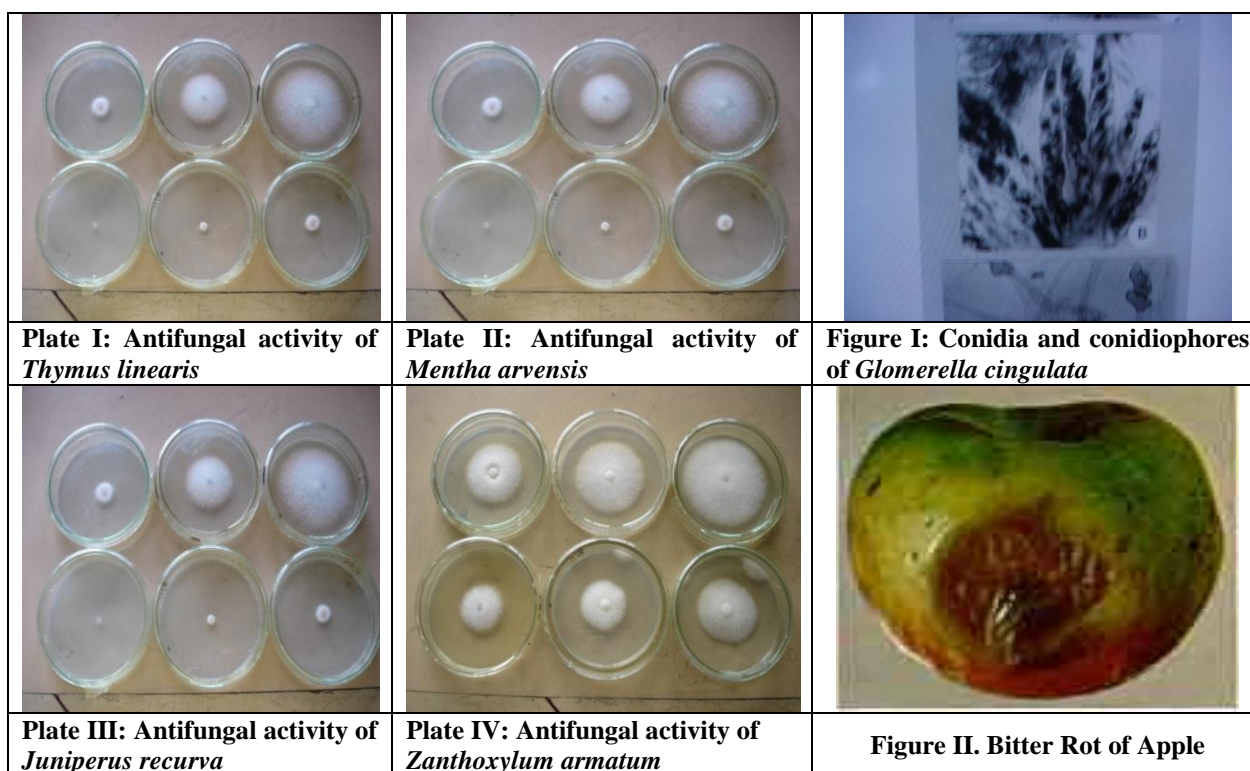 Plate I: Antifungal activity of
Thymus linearis
Plate II: Antifungal activity of
Mentha arvensis
B
Figure I: Conidia and conidiophores
of Glomerella cingulata
Plate III: Antifungal activity of
Juniperus recurva
Plate IV: Antifungal activity of
Zanthoxylum armatum
Figure II. Bitter Rot of Apple